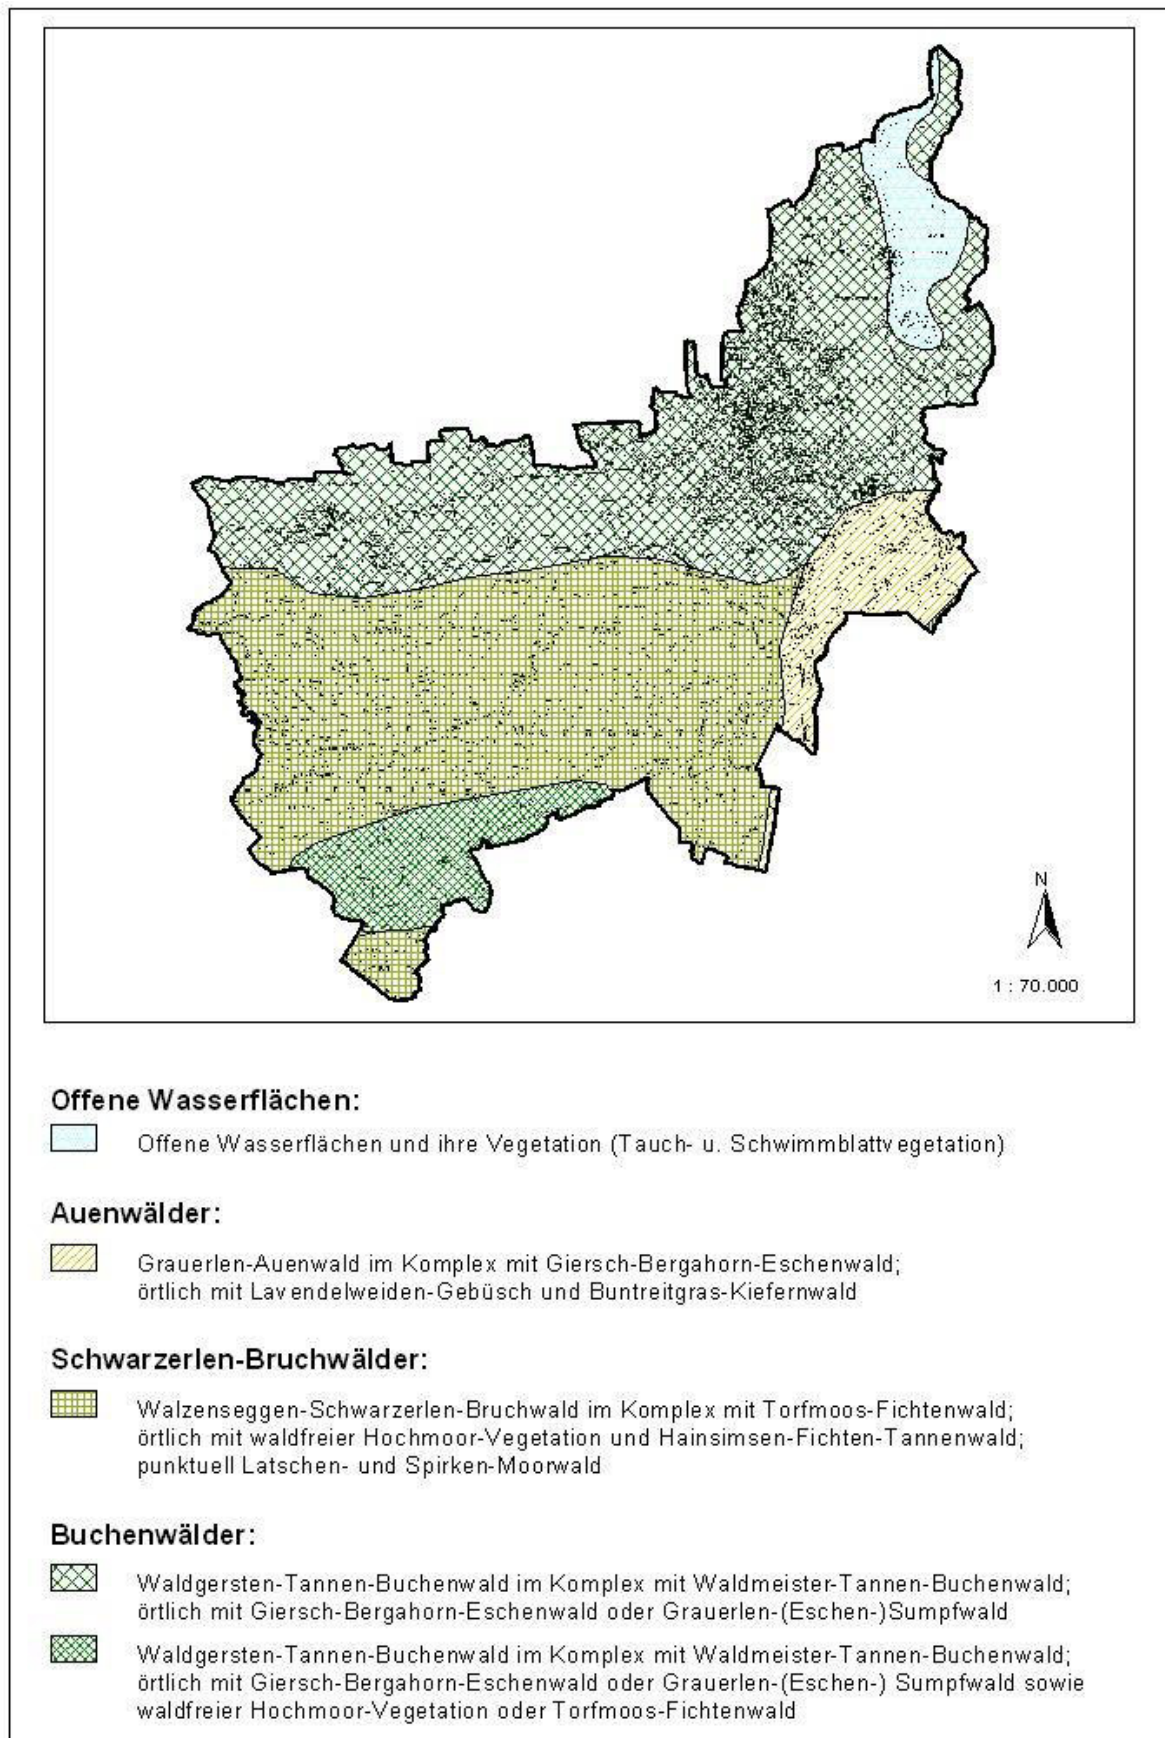 N
1 : 70.000
Offene Wasserflächen:
Offene Wasserflächen und ihre Vegetation (Tauch- u. Schwimmblattvegetation)
Auenwälder:
Grauerlen-Auenwald im Komplex mit Giersch-Bergahorn-Eschenwald;
örtlich mit Lavendelweiden-Gebüsch und Buntreitgras-Kiefernwald
Schwarzerlen-Bruchwälder:
Walzenseggen-Schwarzerlen-Bruchwald im Komplex mit Torfmoos-Fichtenwald;
örtlich mit waldfreier Hochmoor-Vegetation und Hainsimsen-Fichten-Tannenwald;
punktuell Latschen- und Spirken-Moorwald
Buchenwälder:
Waldgersten-Tannen-Buchenwald im Komplex mit Waldmeister-Tannen-Buchenwald;
örtlich mit Giersch-Bergahorn-Eschenwald oder Grauerlen-(Eschen-)Sumpfwald
Waldgersten-Tannen-Buchenwald im Komplex mit Waldmeister-Tannen-Buchenwald;
örtlich mit Giersch-Bergahorn-Eschenwald oder Grauerlen-(Eschen-) Sumpfwald sowie
waldfreier Hochmoor-Vegetation oder Torfmoos-Fichtenwald